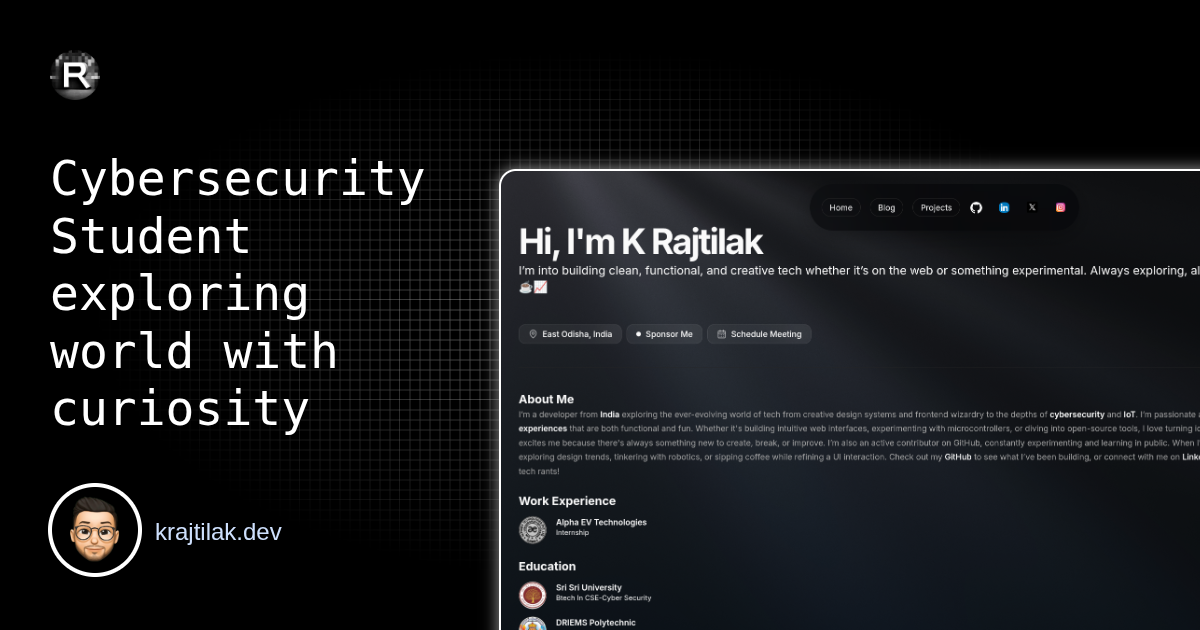 R
Cybersecurity
Student
exploring
world with
curiosity
krajtilak.dev
Home Blog Projects
Hi, I'm K Rajtilak
I'm into building clean, functional, and creative tech whether it's on the web or something experimental. Always exploring, al
East Odisha, India Sponsor Me Schedule Meeting
About Me
I'm a developer from India exploring the ever-evolving world of tech from creative design systems and frontend wizardry to the depths of cybersecurity and IoT. I'm passionate
experiences that are both functional and fun. Whether it's building intuitive web interfaces, experimenting with microcontrollers, or diving into open-source tools, I love turning
excites me because there's always something new to create, break, or improve. I'm also an active contributor on GitHub, constantly experimenting and learning in public. When
exploring design trends, tinkering with robotics, or sipping coffee while refining a UI interaction. Check out my GitHub to see what I've been building, or connect with me on Linke
tech rants!
Work Experience
Alpha EV Technologies
Internship
Education
Sri Sri University
Btech In CSE-Cyber Security
DRIEMS Polytechnic